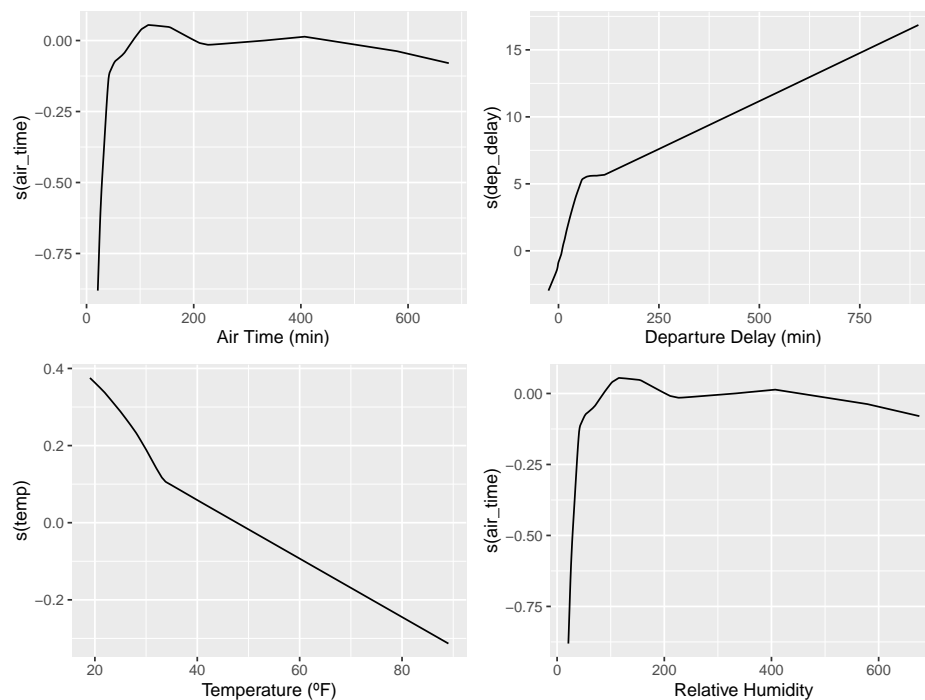 0.00
−0.25
−0.50
−0.75
s(air_time)
0 200 400 600
Air Time (min)
15
10
5
0
s(dep_delay)
0 250 500 750
Departure Delay (min)
0.4
0.2
0.0
−0.2
s(temp)
20 40 60 80
Temperature (ºF)
0.00
−0.25
−0.50
−0.75
s(air_time)
0 200 400 600
Relative Humidity